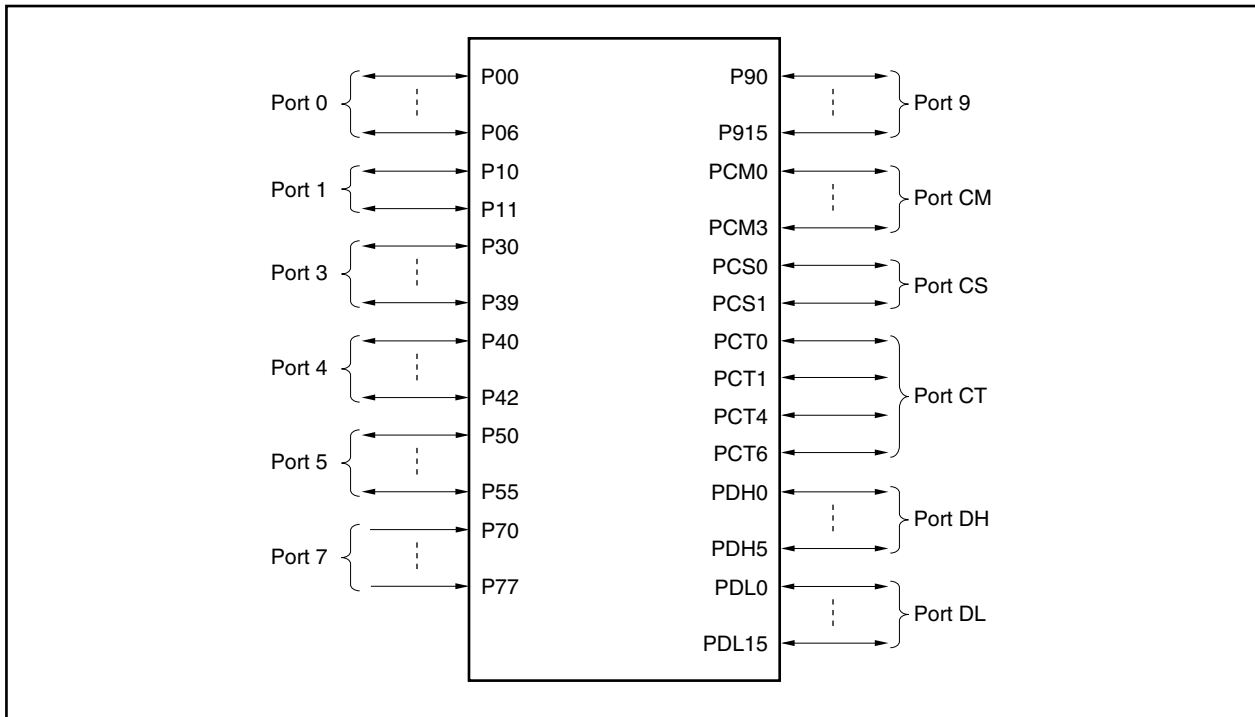 Port 0
P00
P06
Port 1
P10
P11
Port 3
P30
P39
Port 4
P40
P42
Port 5
P50
P55
Port 7
P70
P77
P90
P915
Port 9
PCM0
PCM3
Port CM
PCS0
PCS1
Port CS
PCT0
PCT1
PCT4
PCT6
Port CT
PDH0
PDH5
Port DH
PDL0
PDL15
Port DL